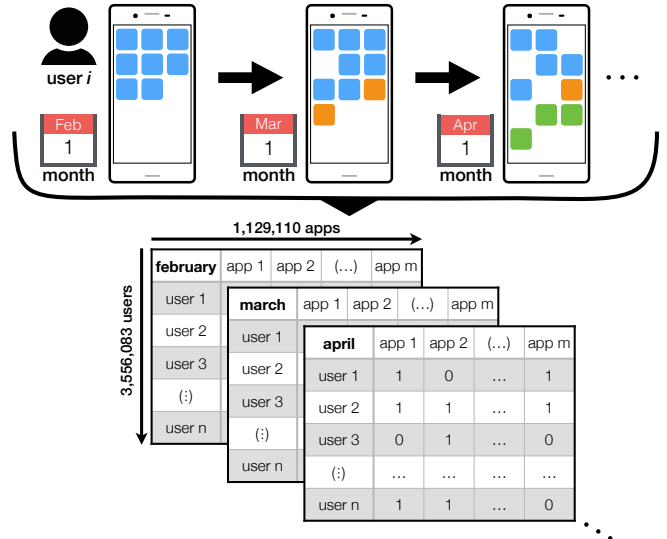 user i
Feb
1
month
Mar
1
month
Apr
1
month
...
1,129,110 apps
3,556,083 users
february app 1 app 2 (...) app m
user 1
user 2
user 3
(⋮)
user n
march app 1 app 2 (...) app m
user 1
user 2
user 3
(⋮)
user n
april app 1 app 2 (...) app m
user 1 1 0 ... 1
user 2 1 1 ... 1
user 3 0 1 ... 0
(⋮) ... ... ... ...
user n 1 1 ... 0